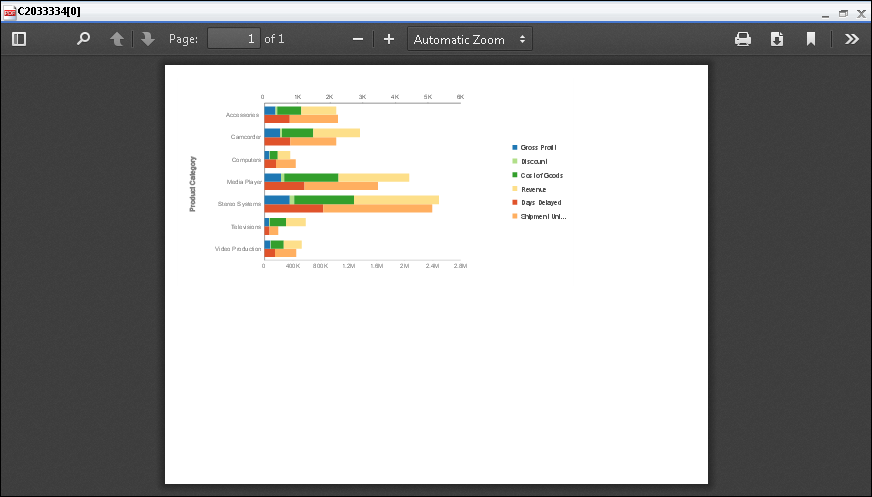 C2033334[0]
Page: 1 of 1
Automatic Zoom
0 1K 2K 3K 4K 5K 6K
Accessories
Camcorder
Computers
Media Player
Stereo Systems
Televisions
Video Production
Product Category
0 400K 800K 1.2M 1.6M 2M 2.4M 2.8M
Gross Profit
Discount
Cost of Goods
Revenue
Days Delayed
Shipment Uni...